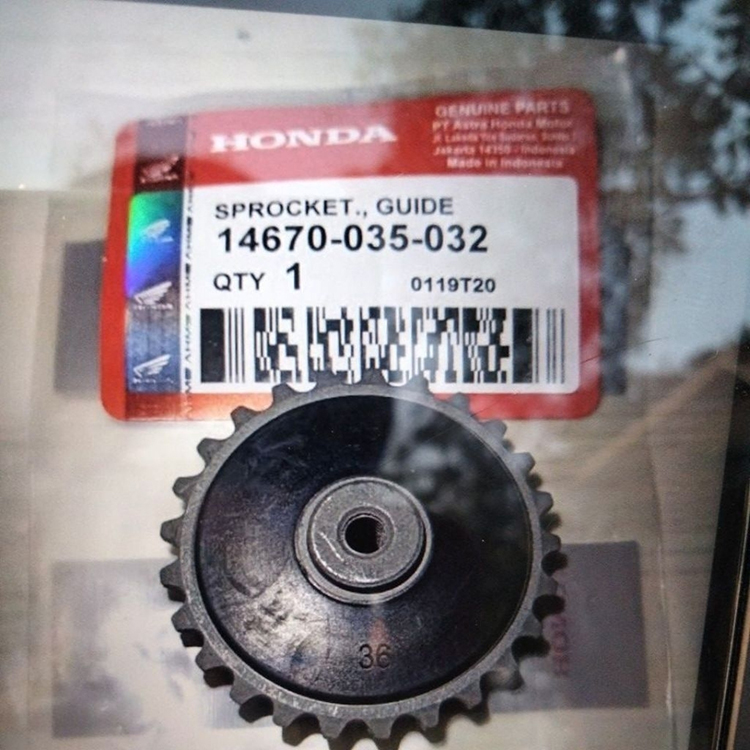 HONDA
GENUINE PARTS
PT Astra Honda Motor
Jakarta 14350 - Indonesia
Made in Indonesia
SPROCKET., GUIDE
14670-035-032
QTY 1
0119T20
36